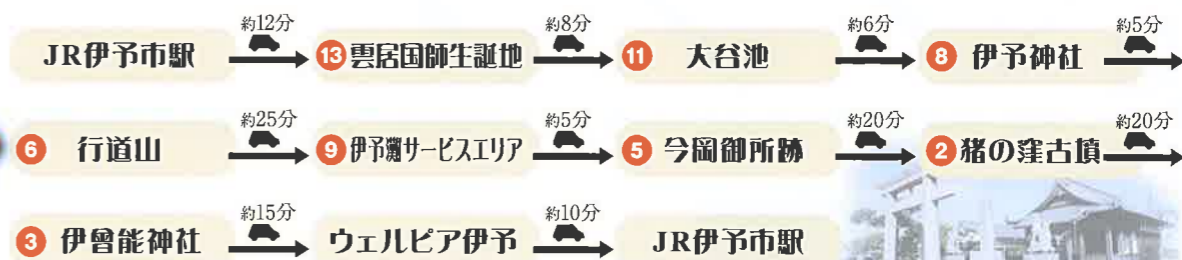 約12分 約8分 約6分 約5分
JR伊予市駅 13 雲居国師生誕地 11 大谷池 8 伊予神社
約25分 約5分 約20分 約20分
6 行道山 9 伊予灘サービスエリア 5 今岡御所跡 2 猪の窪古墳
約15分 約10分
3 伊曽能神社 ウェルピア伊予 JR伊予市駅